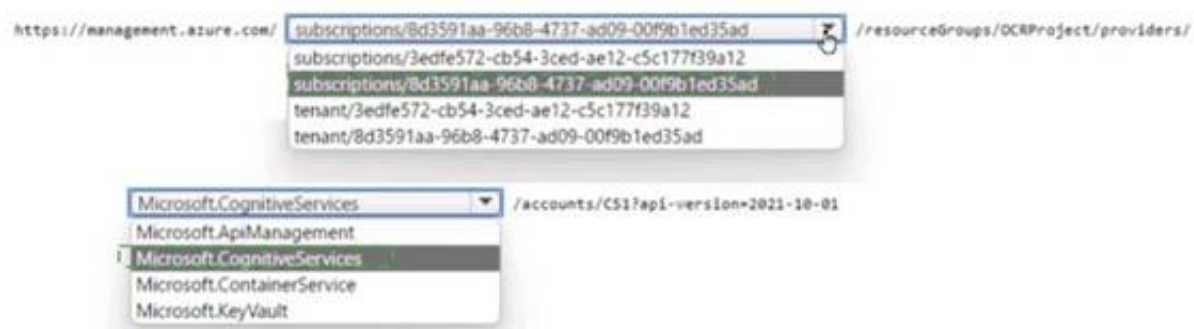 https://management.azure.com/ subscriptions/8d3591aa-96b8-4737-ad09-00f9b1ed35ad /resourceGroups/OCRProject/providers/
subscriptions/3edfe572-cb54-3ced-ae12-c5c177f39a12
subscriptions/8d3591aa-96b8-4737-ad09-00f9b1ed35ad
tenant/3edfe572-cb54-3ced-ae12-c5c177f39a12
tenant/8d3591aa-96b8-4737-ad09-00f9b1ed35ad
Microsoft.CognitiveServices /accounts/CS1?api-version=2021-10-01
Microsoft.ApiManagement
Microsoft.CognitiveServices
Microsoft.ContainerService
Microsoft.KeyVault